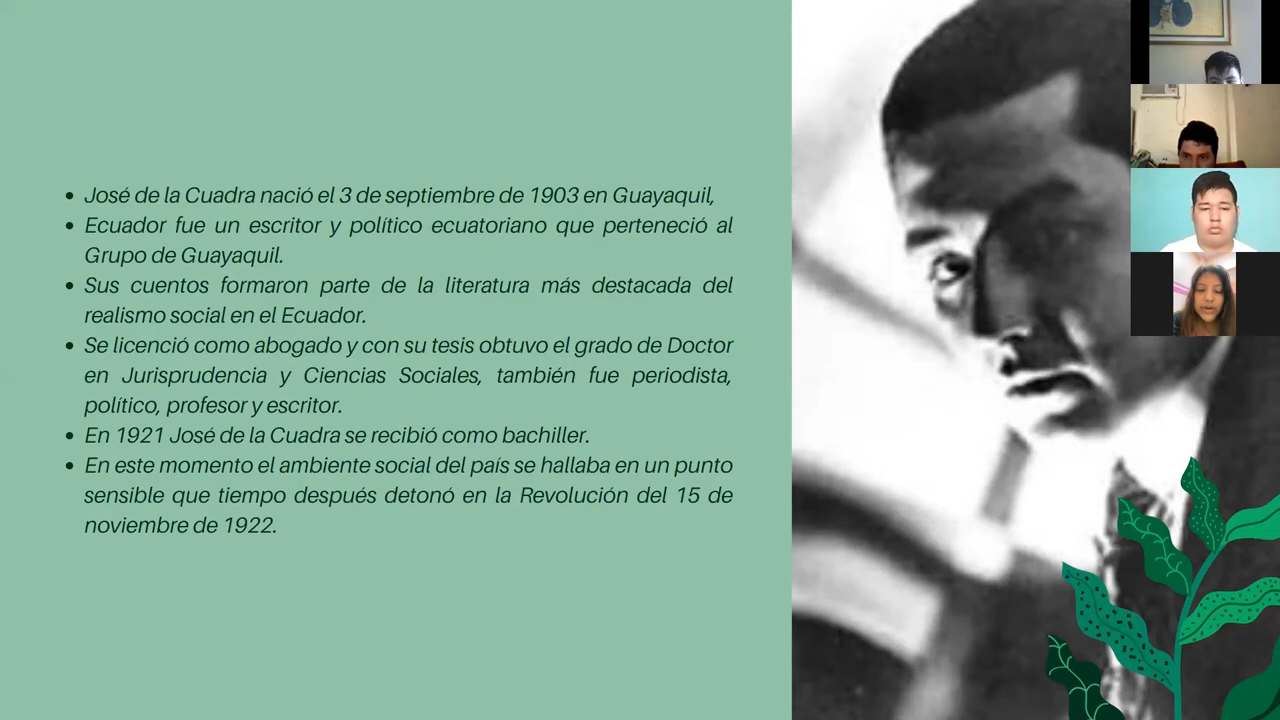 José de la Cuadra nació el 3 de septiembre de 1903 en Guayaquil,
Ecuador fue un escritor y político ecuatoriano que perteneció al
Grupo de Guayaquil.
Sus cuentos formaron parte de la literatura más destacada del
realismo social en el Ecuador.
Se licenció como abogado y con su tesis obtuvo el grado de Doctor
en Jurisprudencia y Ciencias Sociales, también fue periodista,
político, profesor y escritor.
En 1921 José de la Cuadra se recibió como bachiller.
En este momento el ambiente social del país se hallaba en un punto
sensible que tiempo después detonó en la Revolución del 15 de
noviembre de 1922.